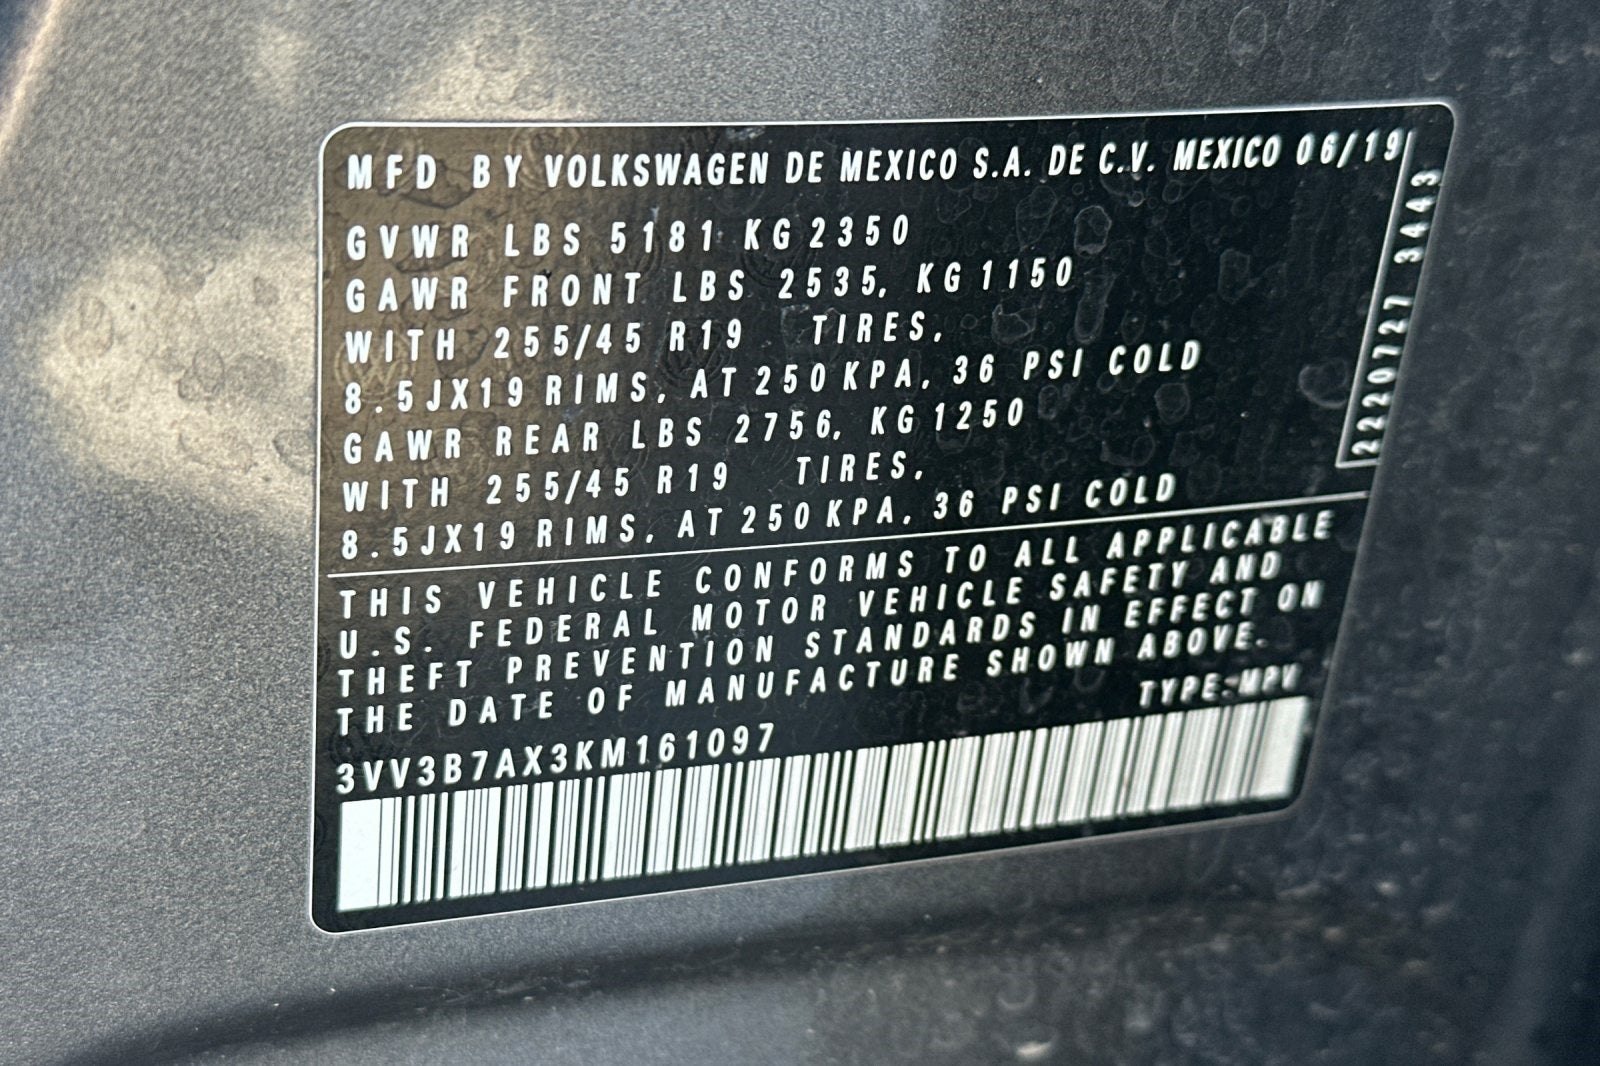 MFD BY VOLKSWAGEN DE MEXICO S.A. DE C.V. MEXICO 06/19
GVWR LBS 5181 KG 2350
GAWR FRONT LBS 2535, KG 1150
WITH 255/45 R19 TIRES,
8.5JX19 RIMS, AT 250 KPA, 36 PSI COLD
GAWR REAR LBS 2756, KG 1250
WITH 255/45 R19 TIRES,
8.5JX19 RIMS, AT 250 KPA, 36 PSI COLD
2220727 3443
THIS VEHICLE CONFORMS TO ALL APPLICABLE
U.S. FEDERAL MOTOR VEHICLE SAFETY AND
THEFT PREVENTION STANDARDS IN EFFECT ON
THE DATE OF MANUFACTURE SHOWN ABOVE.
TYPE:MPV
3VV3B7AX3KM161097